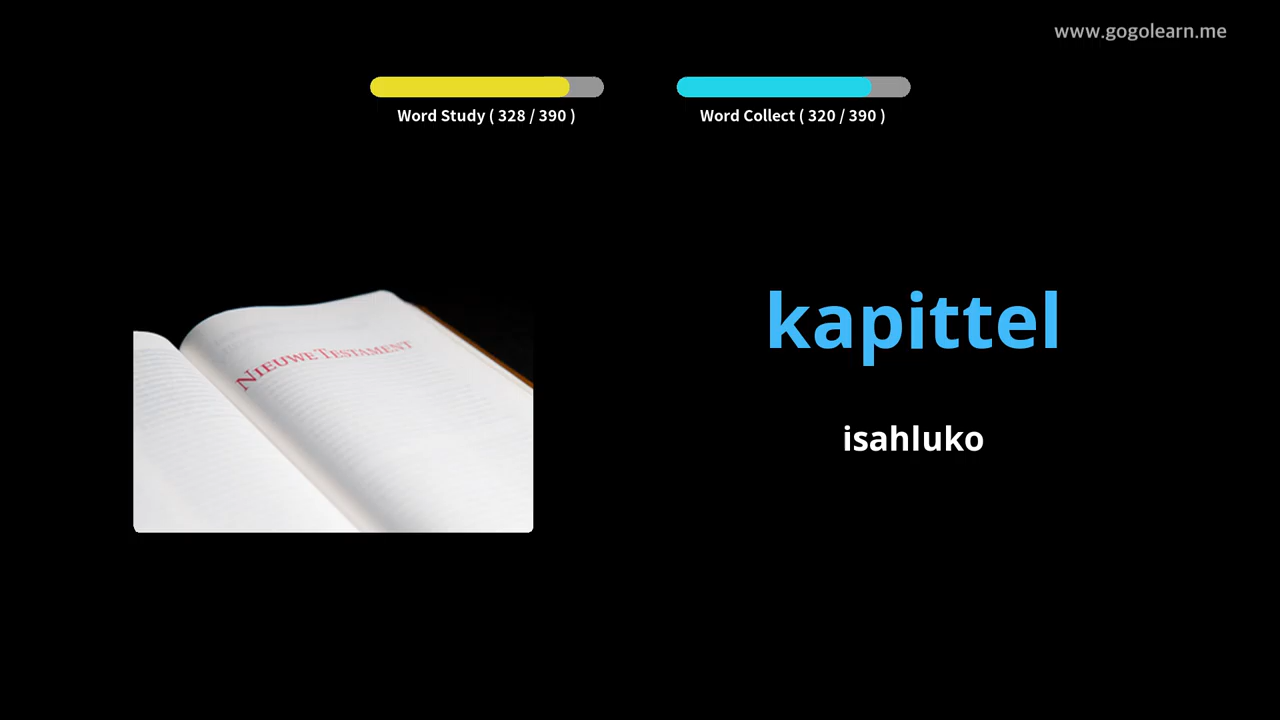 www.gogolearn.me
Word Study ( 328 / 390 )
Word Collect ( 320 / 390 )
NIEUWE TESTAMENT
kapittel
isahluko